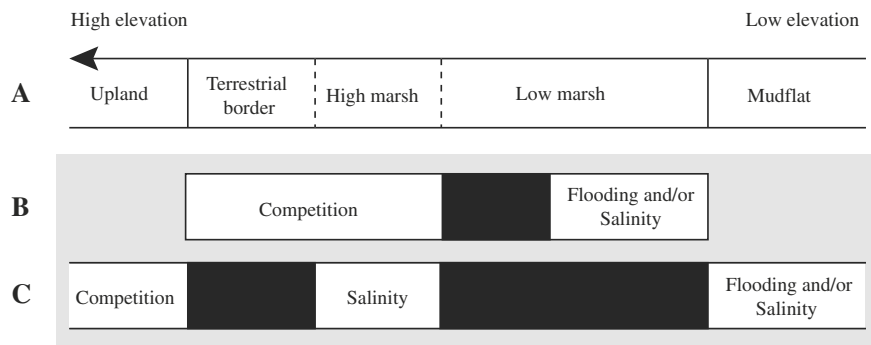 High elevation
Low elevation
A
Upland
Terrestrial
border
High marsh
Low marsh
Mudflat
B
Competition
Flooding and/or
Salinity
C
Competition
Salinity
Flooding and/or
Salinity